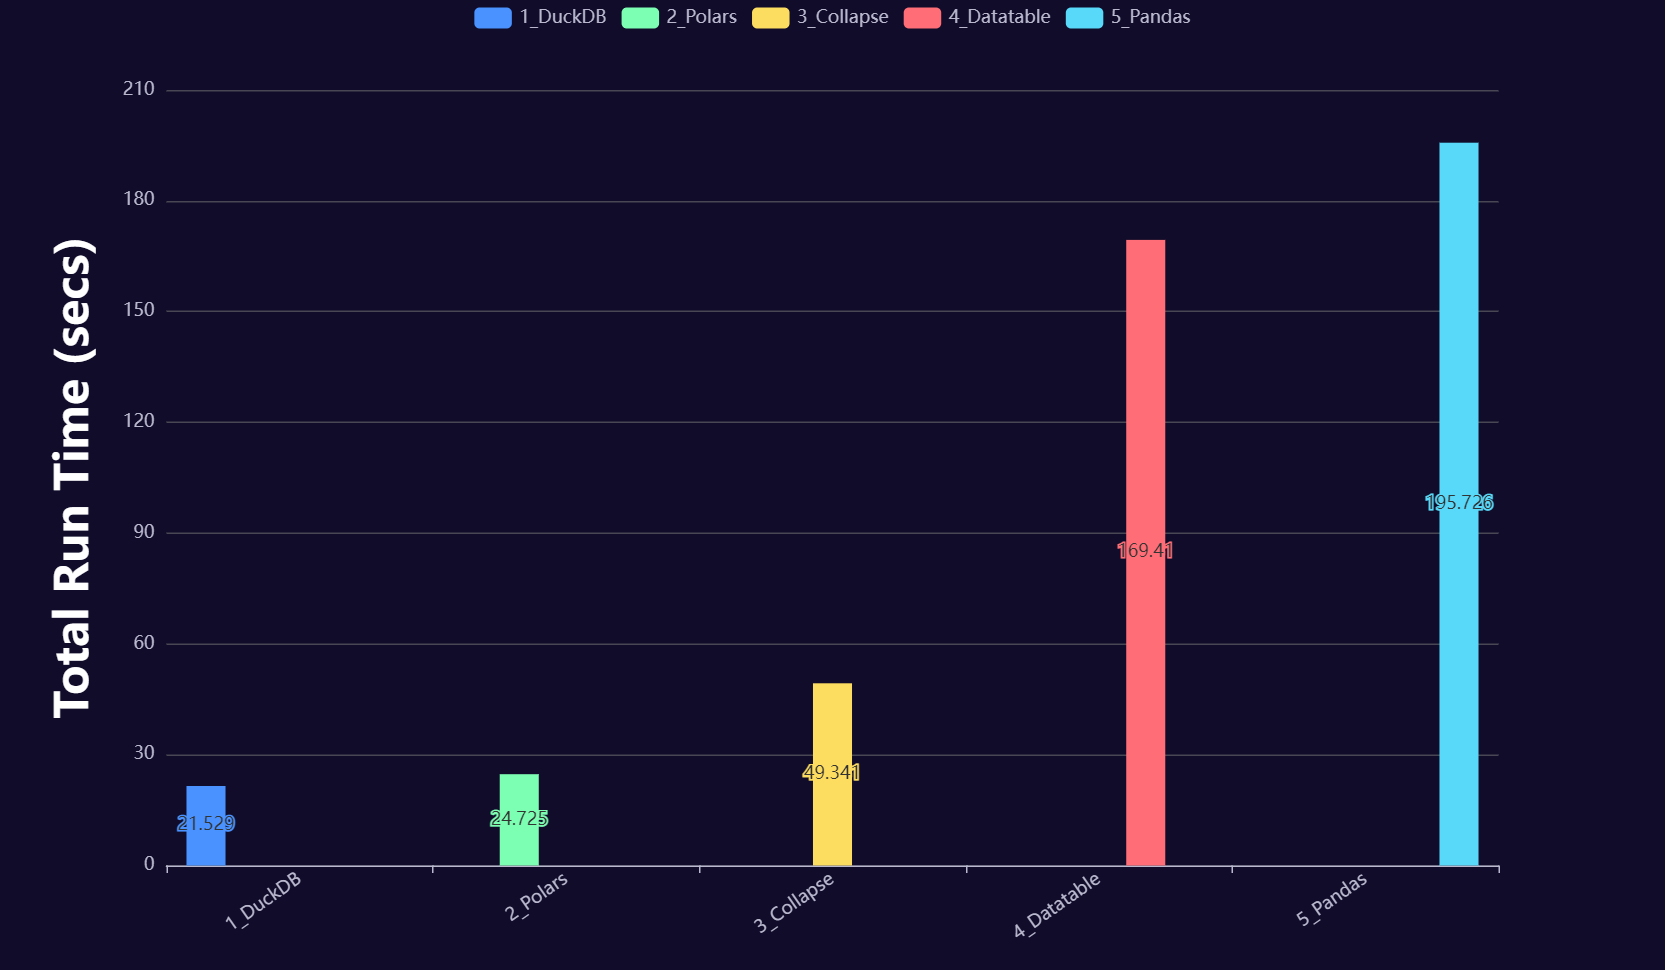 1_DuckDB 2_Polars 3_Collapse 4_Datatable 5_Pandas
Total Run Time (secs)
210
180
150
120
90
60
30
0
21.529
24.725
49.341
169.41
195.726
1_DuckDB
2_Polars
3_Collapse
4_Datatable
5_Pandas